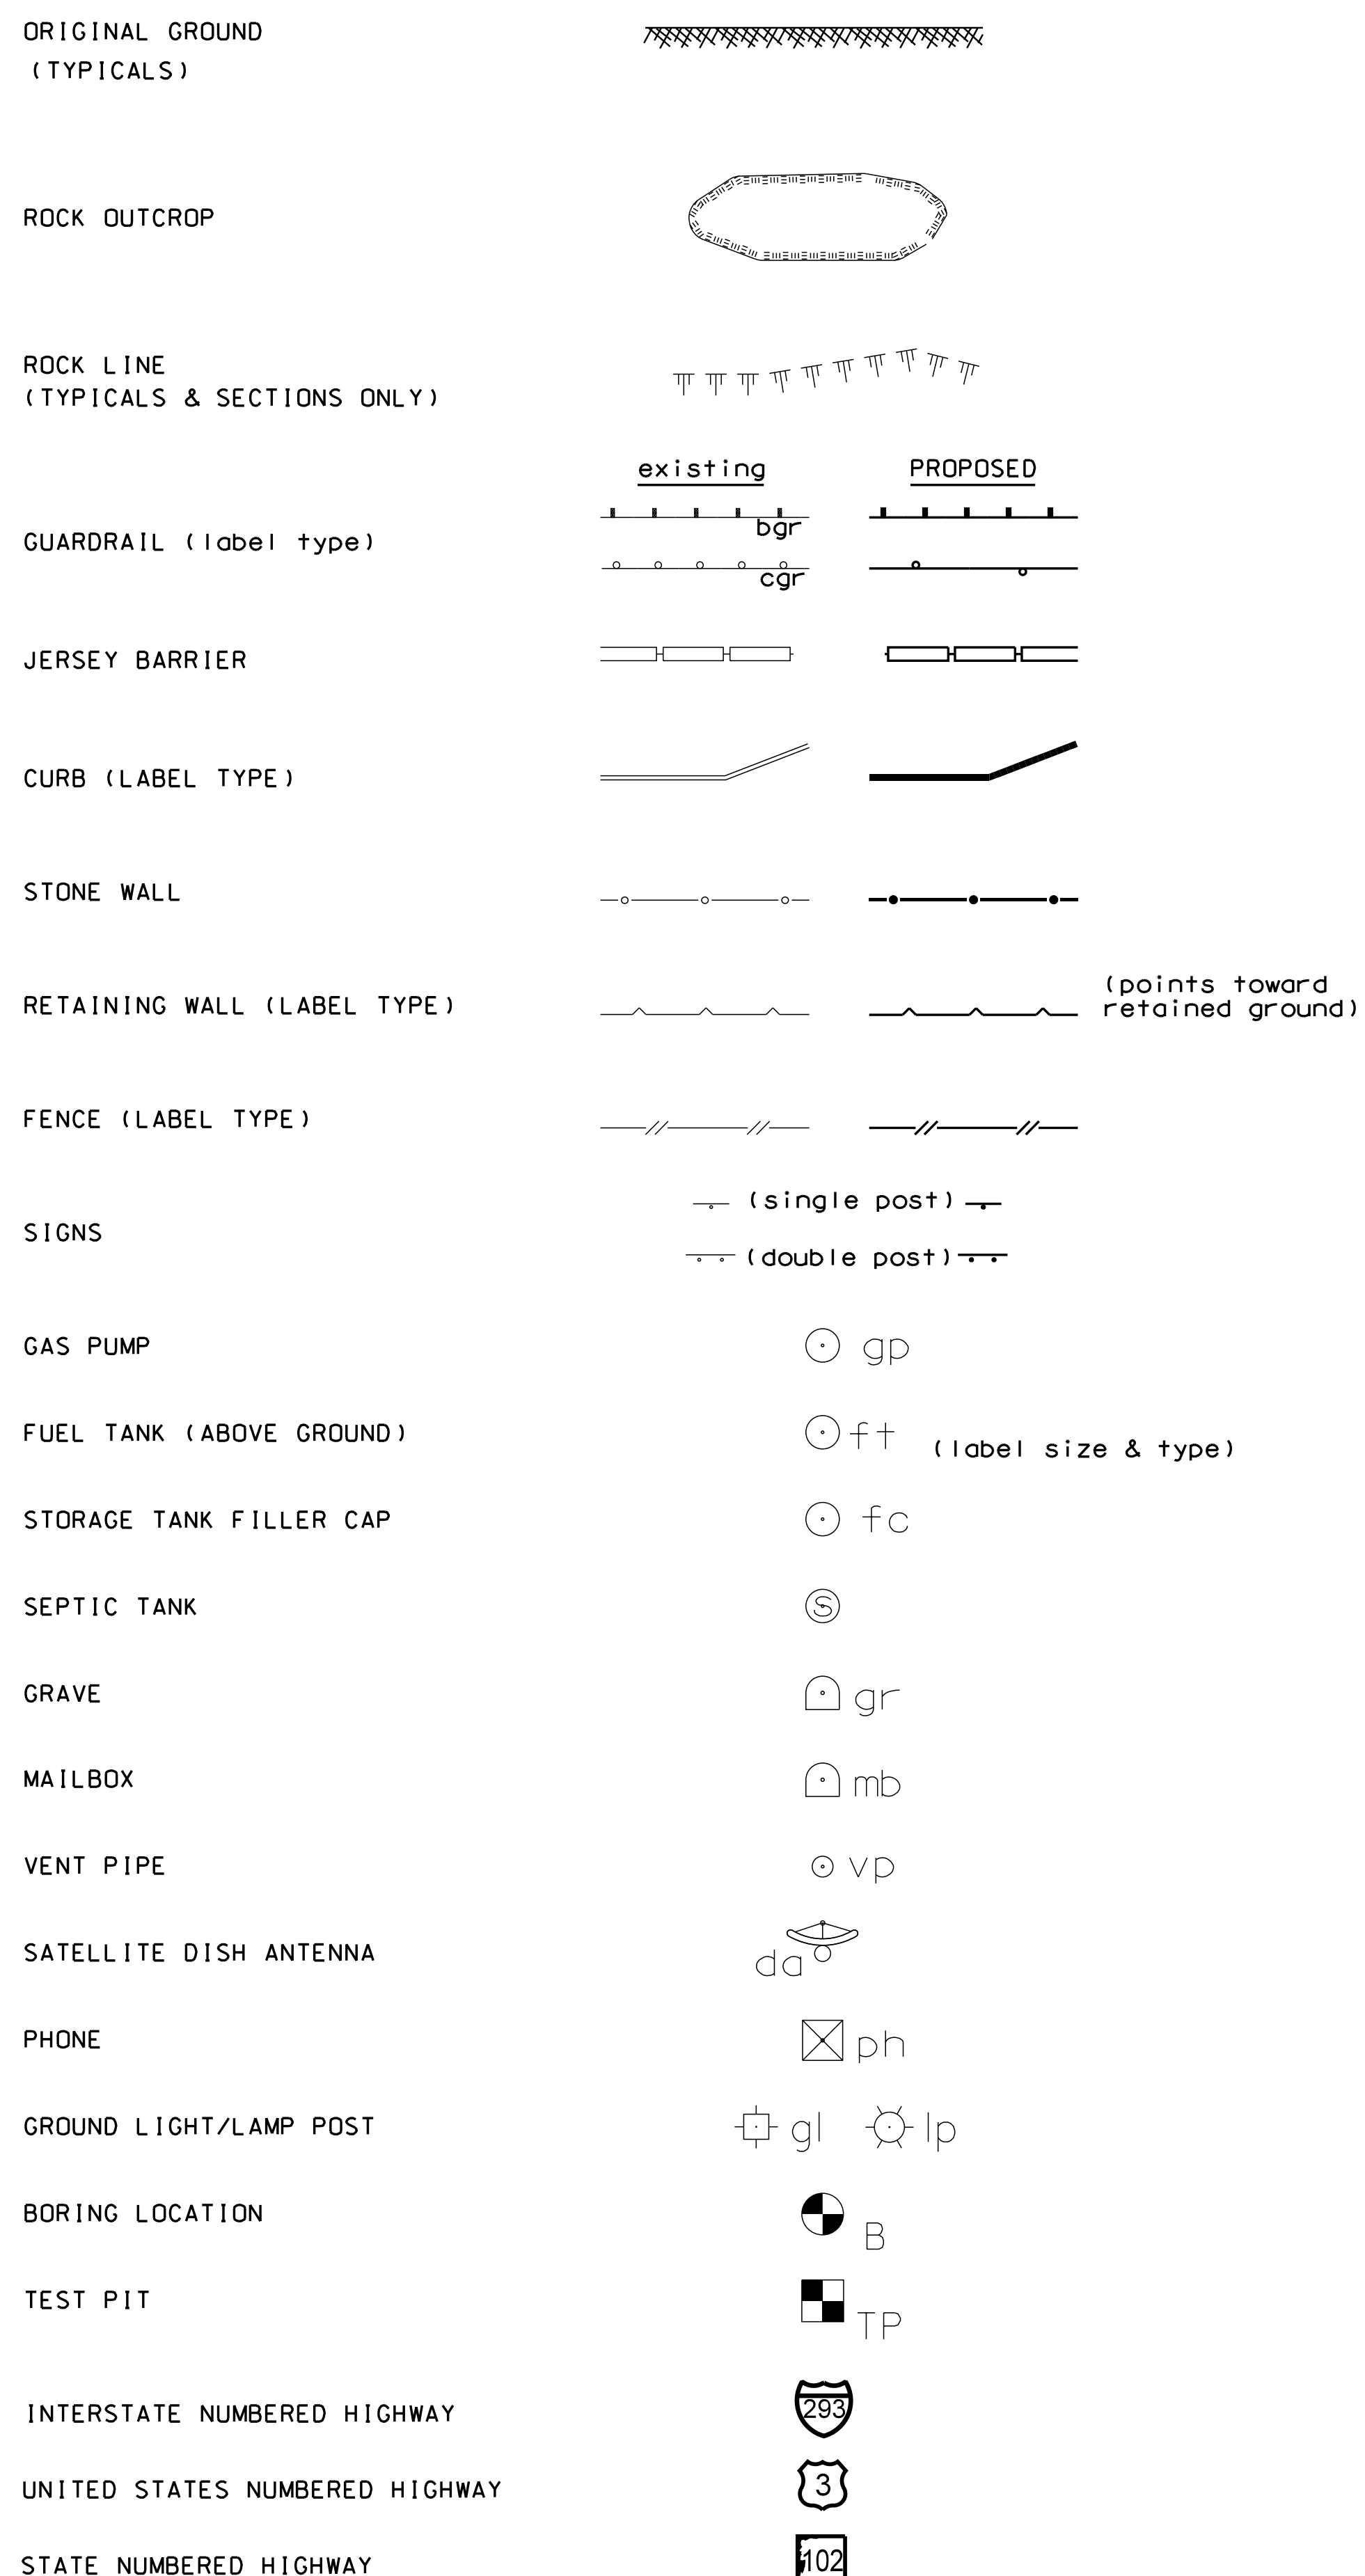 ORIGINAL GROUND
(TYPICALS)
ROCK OUTCROP
ROCK LINE
(TYPICALS & SECTIONS ONLY)
existing PROPOSED
GUARDRAIL (label type)
bgr
cgr
JERSEY BARRIER
CURB (LABEL TYPE)
STONE WALL
RETAINING WALL (LABEL TYPE)
(points toward
retained ground)
FENCE (LABEL TYPE)
SIGNS
(single post)
(double post)
GAS PUMP gp
FUEL TANK (ABOVE GROUND) ft (label size & type)
STORAGE TANK FILLER CAP fc
SEPTIC TANK S
GRAVE gr
MAILBOX mb
VENT PIPE vp
SATELLITE DISH ANTENNA da
PHONE ph
GROUND LIGHT/LAMP POST gl lp
BORING LOCATION B
TEST PIT TP
INTERSTATE NUMBERED HIGHWAY 293
UNITED STATES NUMBERED HIGHWAY 3
STATE NUMBERED HIGHWAY 102